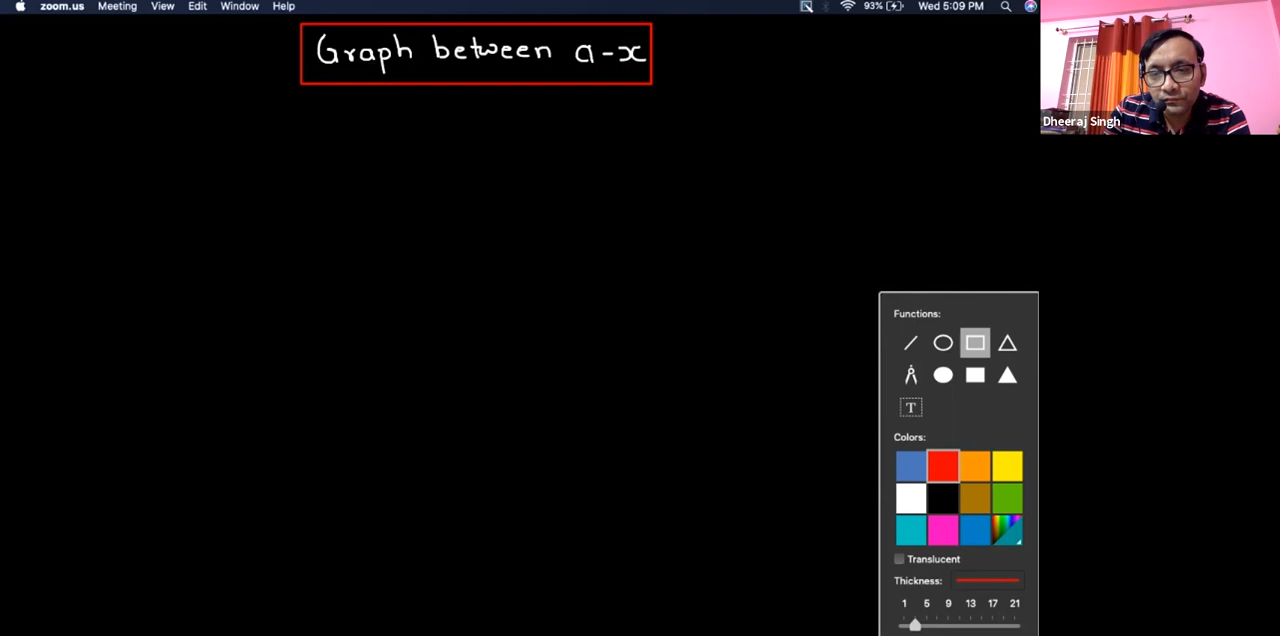 zoom.us Meeting View Edit Window Help 93% Wed 5:09 PM
Graph between a-x
Dheeraj Singh
Functions:
T
Colors:
Translucent
Thickness:
1 5 9 13 17 21